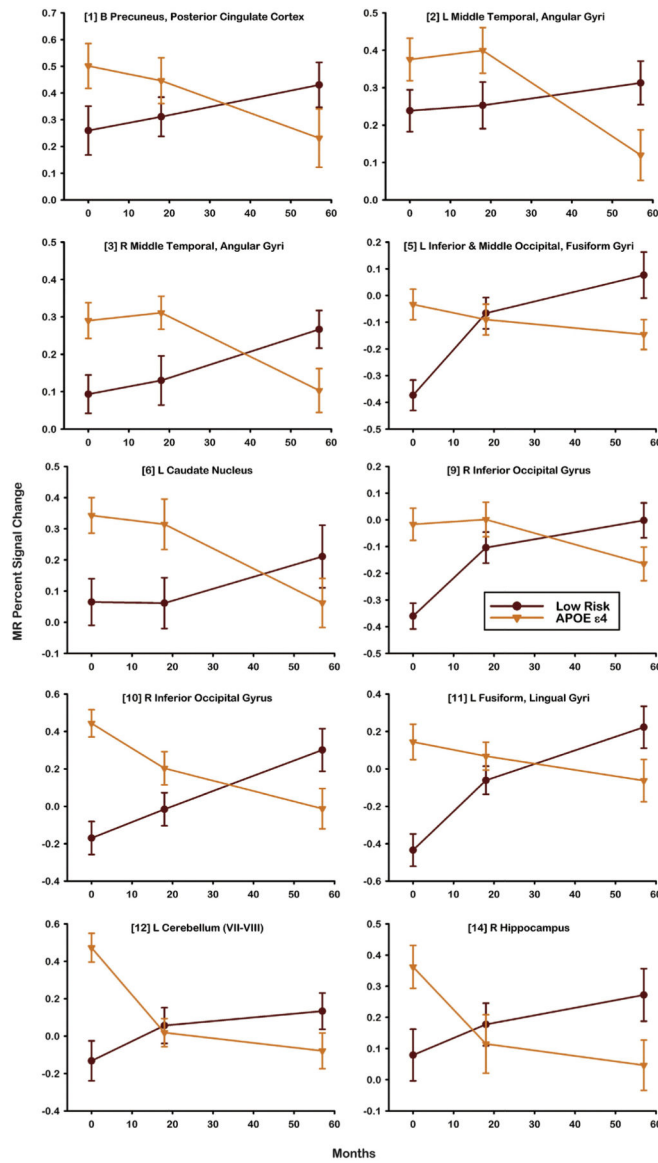 [1] B Precuneus, Posterior Cingulate Cortex
0.7
0.6
0.5
0.4
0.3
0.2
0.1
0.0
0 10 20 30 40 50 60
[2] L Middle Temporal, Angular Gyri
0.5
0.4
0.3
0.2
0.1
0.0
0 10 20 30 40 50 60
[3] R Middle Temporal, Angular Gyri
0.5
0.4
0.3
0.2
0.1
0.0
0 10 20 30 40 50 60
[5] L Inferior & Middle Occipital, Fusiform Gyri
0.2
0.1
-0.0
-0.1
-0.2
-0.3
-0.4
-0.5
0 10 20 30 40 50 60
MR Percent Signal Change
[6] L Caudate Nucleus
0.5
0.4
0.3
0.2
0.1
0.0
-0.1
0 10 20 30 40 50 60
[9] R Inferior Occipital Gyrus
0.2
0.1
-0.0
-0.1
-0.2
-0.3
-0.4
-0.5
0 10 20 30 40 50 60
Low Risk
APOE ε4
[10] R Inferior Occipital Gyrus
0.6
0.4
0.2
0.0
-0.2
-0.4
0 10 20 30 40 50 60
[11] L Fusiform, Lingual Gyri
0.4
0.2
0.0
-0.2
-0.4
-0.6
0 10 20 30 40 50 60
[12] L Cerebellum (VII-VIII)
0.6
0.4
0.2
0.0
-0.2
-0.4
0 10 20 30 40 50 60
[14] R Hippocampus
0.5
0.4
0.3
0.2
0.1
0.0
-0.1
0 10 20 30 40 50 60
Months